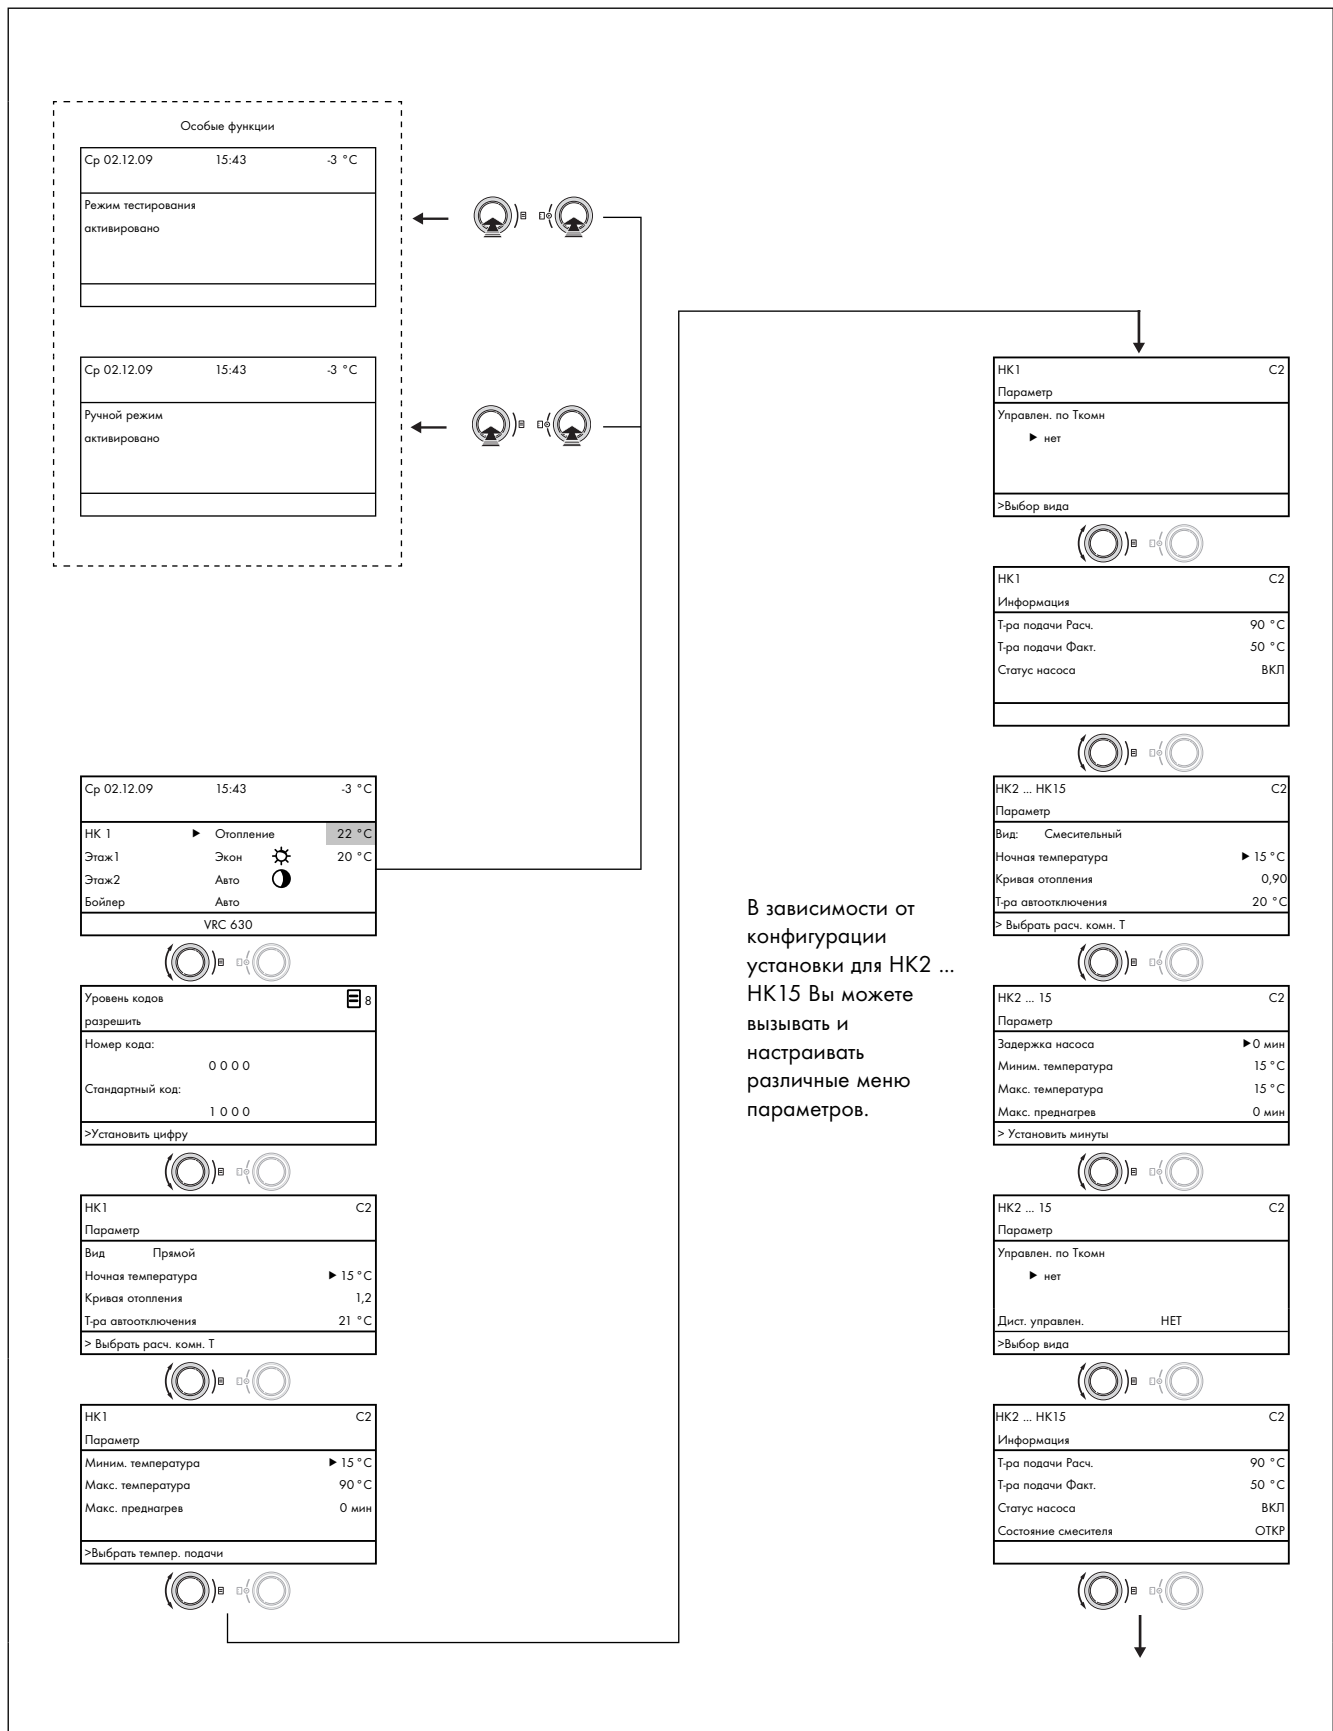 Особые функции
Ср 02.12.09 15:43 -3 °C
Режим тестирования
активировано
Ср 02.12.09 15:43 -3 °C
Ручной режим
активировано
Ср 02.12.09 15:43 -3 °C
НК 1 ▶ Отопление 22 °C
Этаж1 Экон 20 °C
Этаж2 Авто
Бойлер Авто
VRC 630
Уровень кодов 8
разрешить
Номер кода:
0 0 0 0
Стандартный код:
1 0 0 0
>Установить цифру
НК1 C2
Параметр
Вид Прямой
Ночная температура ▶ 15 °C
Кривая отопления 1,2
Т-ра автоотключения 21 °C
> Выбрать расч. комн. Т
НК1 C2
Параметр
Миним. температура ▶ 15 °C
Макс. температура 90 °C
Макс. преднагрев 0 мин
>Выбрать темпер. подачи
В зависимости от
конфигурации
установки для НК2 ...
НК15 Вы можете
вызывать и
настраивать
различные меню
параметров.
НК1 C2
Параметр
Управлен. по Ткомн
▶ нет
>Выбор вида
НК1 C2
Информация
Т-ра подачи Расч. 90 °C
Т-ра подачи Факт. 50 °C
Статус насоса ВКЛ
НК2 ... НК15 C2
Параметр
Вид: Смесительный
Ночная температура ▶ 15 °C
Кривая отопления 0,90
Т-ра автоотключения 20 °C
> Выбрать расч. комн. Т
НК2 ... 15 C2
Параметр
Задержка насоса ▶0 мин
Миним. температура 15 °C
Макс. температура 15 °C
Макс. преднагрев 0 мин
> Установить минуты
НК2 ... 15 C2
Параметр
Управлен. по Ткомн
▶ нет
Дист. управлен. НЕТ
>Выбор вида
НК2 ... НК15 C2
Информация
Т-ра подачи Расч. 90 °C
Т-ра подачи Факт. 50 °C
Статус насоса ВКЛ
Состояние смесителя ОТКР